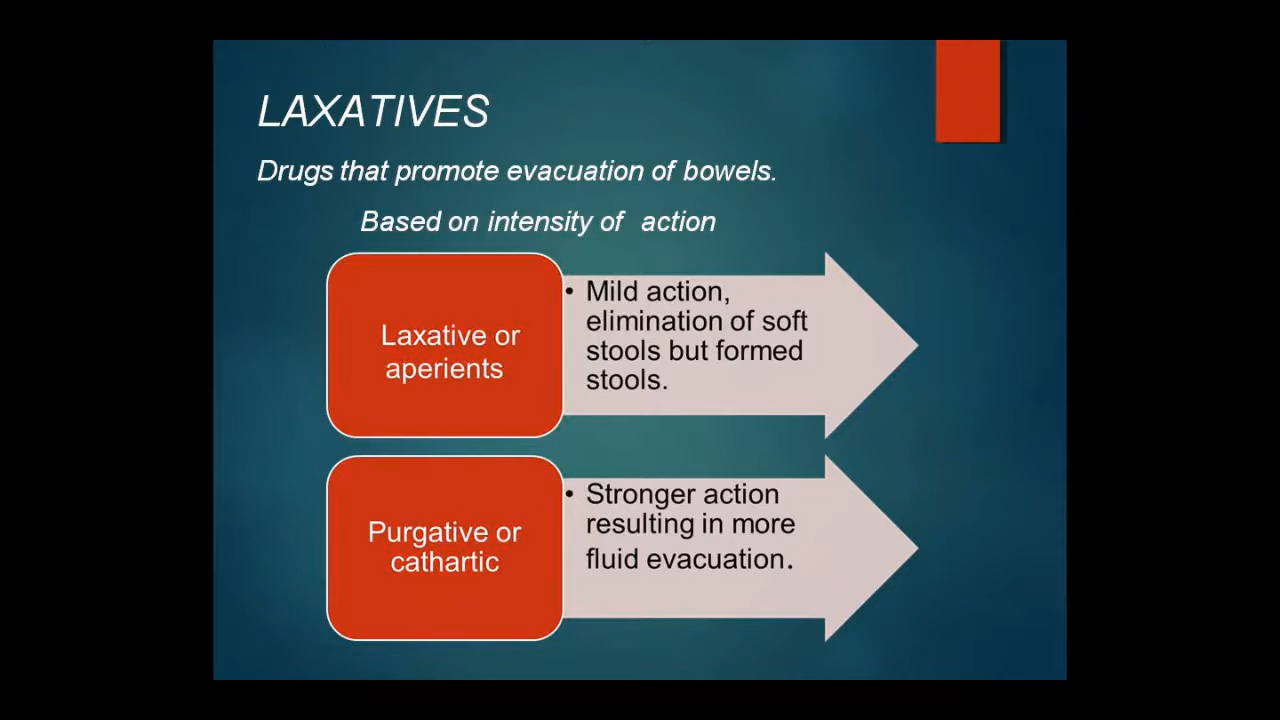 LAXATIVES
Drugs that promote evacuation of bowels.
Based on intensity of action
Laxative or
aperients
• Mild action,
elimination of soft
stools but formed
stools.
Purgative or
cathartic
• Stronger action
resulting in more
fluid evacuation.